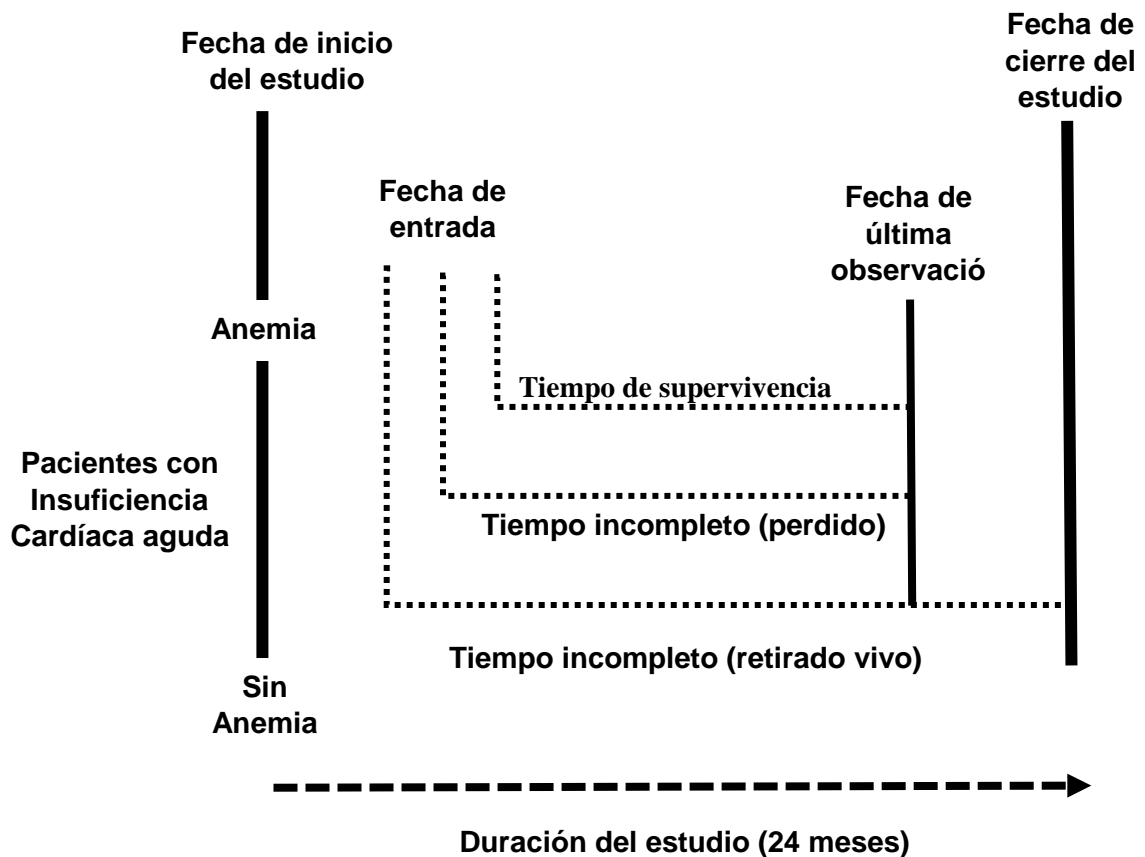 Fecha de inicio
del estudio
Fecha de
cierre del
estudio
Fecha de
entrada
Fecha de
última
observació
Anemia
Tiempo de supervivencia
Pacientes con
Insuficiencia
Cardíaca aguda
Tiempo incompleto (perdido)
Tiempo incompleto (retirado vivo)
Sin
Anemia
Duración del estudio (24 meses)